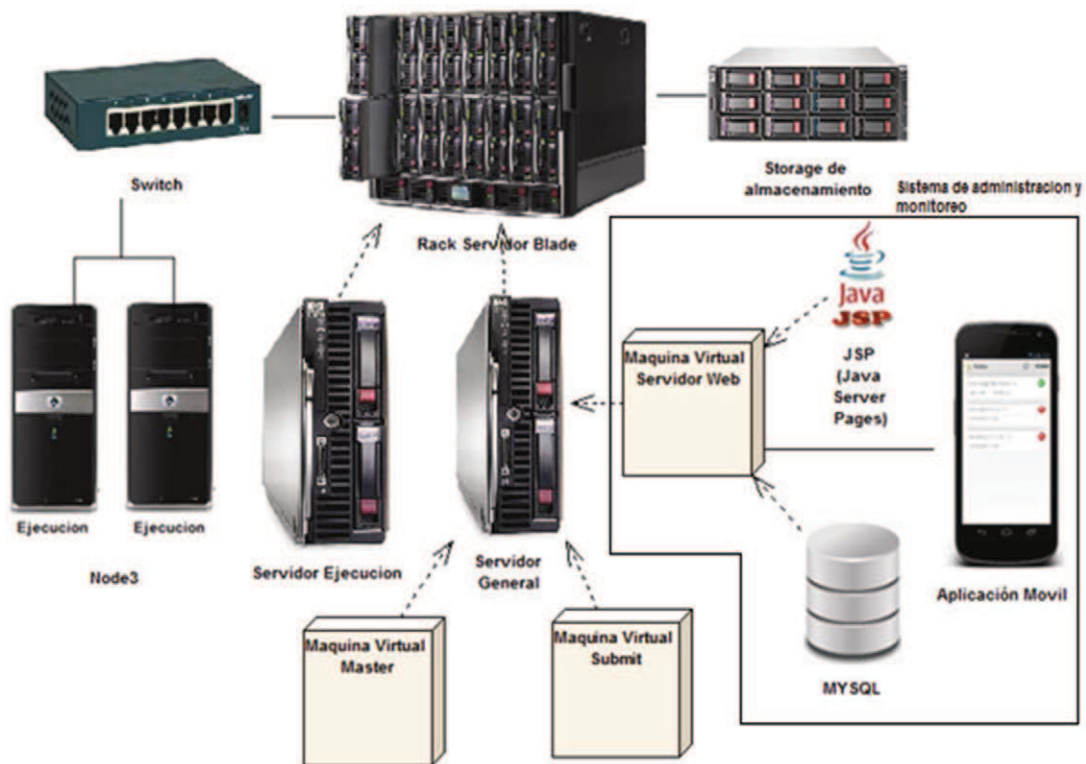 Switch
Rack Servidor Blade
Storage de
almacenamiento
Sistema de administracion y
monitoreo
Java
JSP
JSP
(Java
Server
Pages)
Maquina Virtual
Servidor Web
Ejecucion
Ejecucion
Node3
Servidor Ejecucion
Servidor
General
Aplicación Movil
Maquina Virtual
Master
Maquina Virtual
Submit
MYSQL